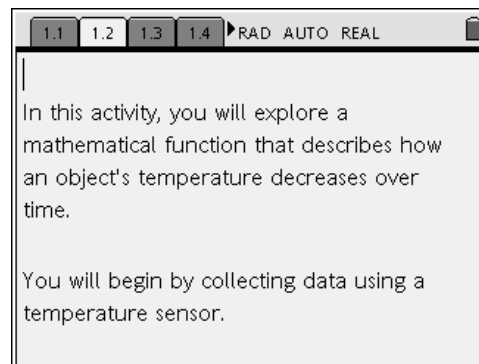 1.1 1.2 1.3 1.4 RAD AUTO REAL
In this activity, you will explore a
mathematical function that describes how
an object's temperature decreases over
time.
You will begin by collecting data using a
temperature sensor.